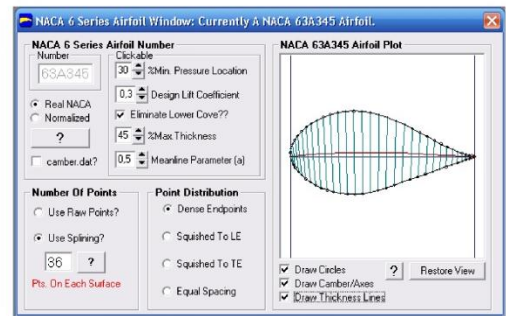 NACA 6 Series Airfoil Window: Currently A NACA 63A345 Airfoil.
NACA 6 Series Airfoil Number
Number
63A345
Real NACA
Normalized
?
camber.dat?
Clickable
30 %Min. Pressure Location
0.3 Design Lift Coefficient
Eliminate Lower Cove??
45 %Max.Thickness
0.5 Meanline Parameter (a)
Number Of Points
Use Raw Points?
Use Splining?
36 ?
Pts. On Each Surface
Point Distribution
Dense Endpoints
Squished To LE
Squished To TE
Equal Spacing
NACA 63A345 Airfoil Plot
Draw Circles ? Restore View
Draw Camber/Axes
Draw Thickness Lines